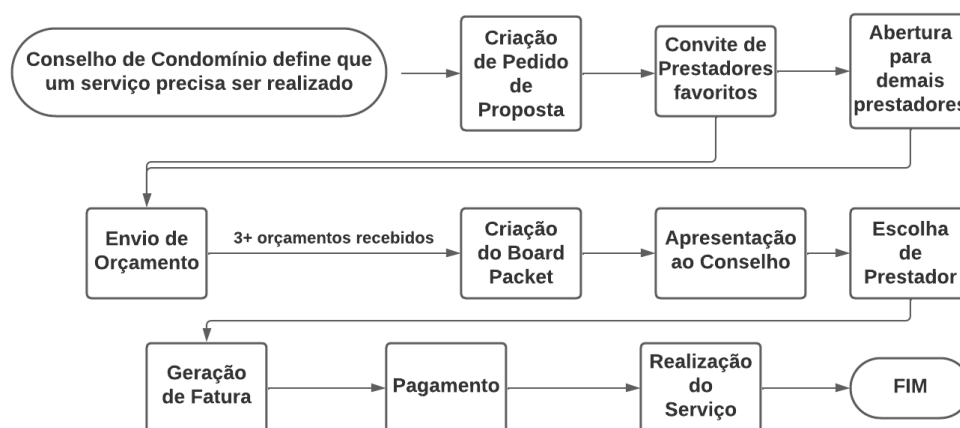 Conselho de Condomínio define que
um serviço precisa ser realizado
Criação
de Pedido
de
Proposta
Convite de
Prestadores
favoritos
Abertura
para
demais
prestadores
Envio de
Orçamento
3+ orçamentos recebidos
Criação
do Board
Packet
Apresentação
ao Conselho
Escolha
de
Prestador
Geração
de Fatura
Pagamento
Realização
do
Serviço
FIM